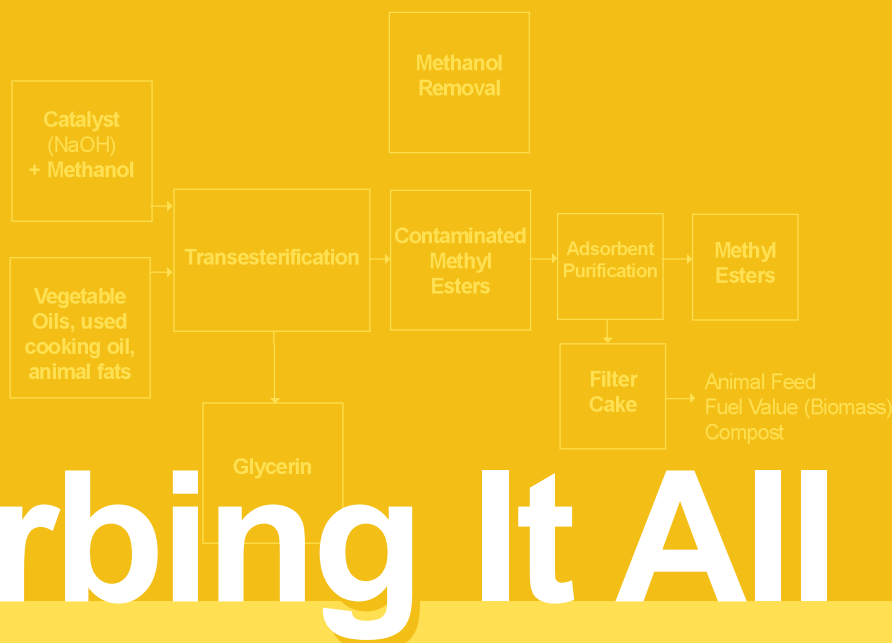 Methanol
Removal
Catalyst
(NaOH)
+ Methanol
Transesterification
Contaminated
Methyl
Esters
Adsorbent
Purification
Methyl
Esters
Vegetable
Oils, used
cooking oil,
animal fats
Filter
Cake
Animal Feed
Fuel Value (Biomass)
Compost
Glycerin
rbing It All